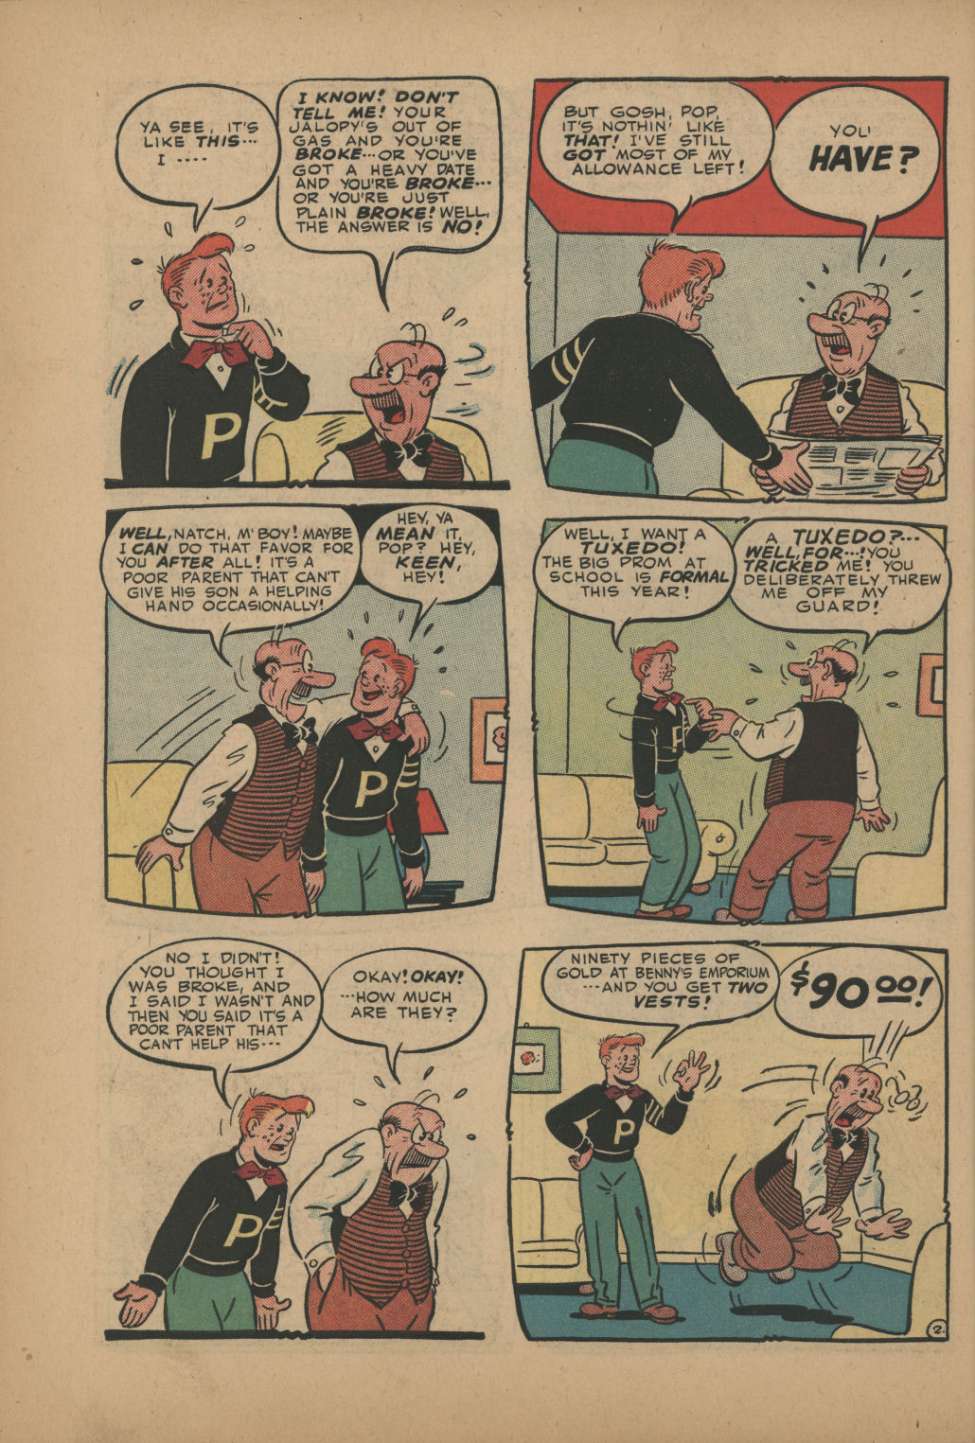 YA SEE, IT'S
LIKE THIS---
I ----
I KNOW! DON'T
TELL ME! YOUR
JALOPY'S OUT OF
GAS AND YOU'RE
BROKE---OR YOU'VE
GOT A HEAVY DATE
AND YOU'RE BROKE---
OR YOU'RE JUST
PLAIN BROKE! WELL,
THE ANSWER IS NO!
P
BUT GOSH, POP,
IT'S NOTHIN' LIKE
THAT! I'VE STILL
GOT MOST OF MY
ALLOWANCE LEFT!
YOU
HAVE?
WELL, NATCH, M'BOY! MAYBE
I CAN DO THAT FAVOR FOR
YOU AFTER ALL! IT'S A
POOR PARENT THAT CAN'T
GIVE HIS SON A HELPING
HAND OCCASIONALLY!
HEY, YA
MEAN IT,
POP? HEY,
KEEN,
HEY!
P
WELL, I WANT A
TUXEDO!
THE BIG PROM AT
SCHOOL IS FORMAL
THIS YEAR!
A TUXEDO?---
WELL, FOR---! YOU
TRICKED ME! YOU
DELIBERATELY THREW
ME OFF MY
GUARD!
P
NO I DIDN'T!
YOU THOUGHT I
WAS BROKE, AND
I SAID I WASN'T AND
THEN YOU SAID IT'S A
POOR PARENT THAT
CAN'T HELP HIS---
OKAY! OKAY!
---HOW MUCH
ARE THEY?
P
NINETY PIECES OF
GOLD AT BENNY'S EMPORIUM
---AND YOU GET TWO
VESTS!
$90 00!
P
2